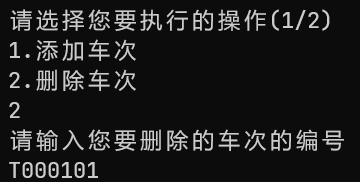 请选择您要执行的操作(1/2)
1.添加车次
2.删除车次
2
请输入您要删除的车次的编号
T000101